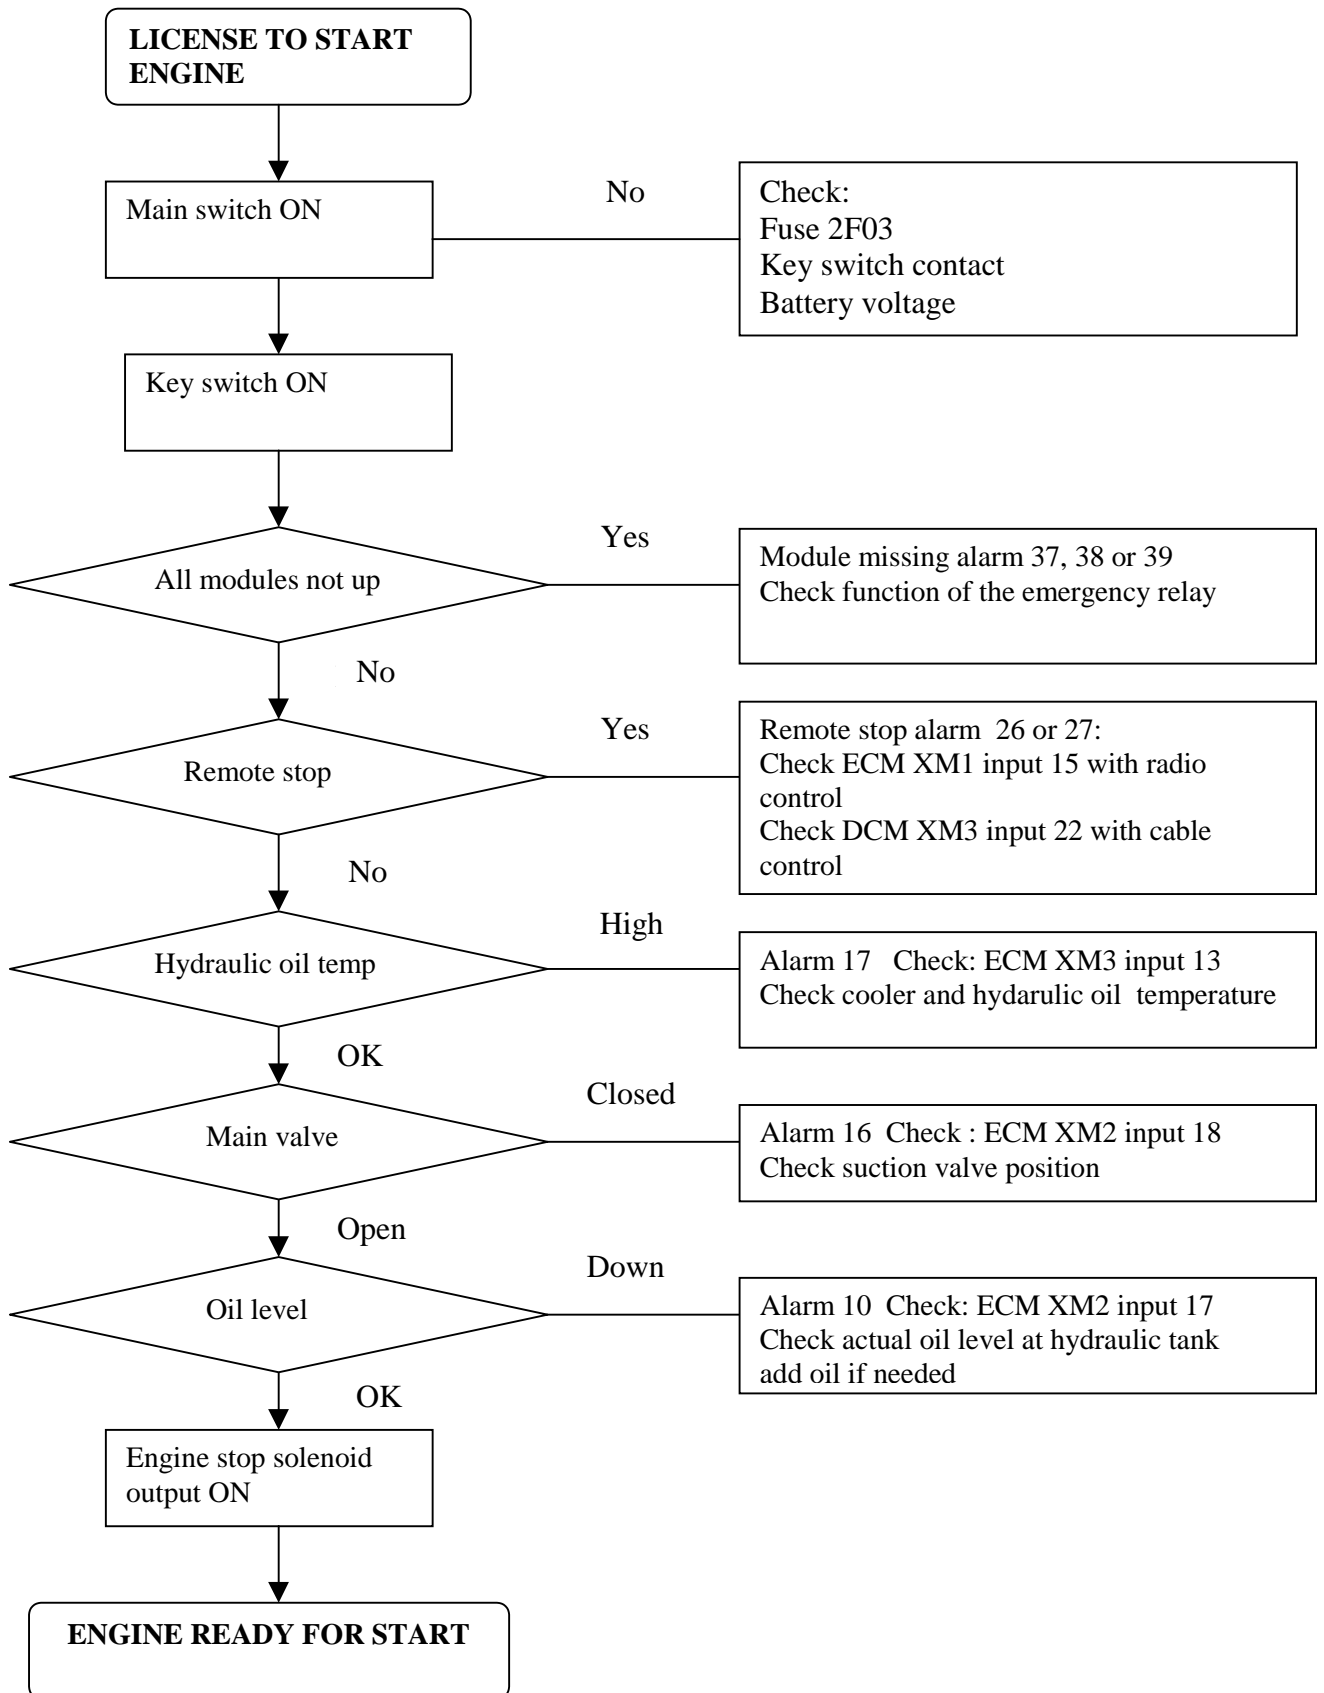 LICENSE TO START
ENGINE
Main switch ON
No
Check:
Fuse 2F03
Key switch contact
Battery voltage
Key switch ON
All modules not up
Yes
Module missing alarm 37, 38 or 39
Check function of the emergency relay
No
Remote stop
Yes
Remote stop alarm  26 or 27:
Check ECM XM1 input 15 with radio
control
Check DCM XM3 input 22 with cable
control
No
Hydraulic oil temp
High
Alarm 17   Check: ECM XM3 input 13
Check cooler and hydarulic oil  temperature
OK
Main valve
Closed
Alarm 16  Check : ECM XM2 input 18
Check suction valve position
Open
Oil level
Down
Alarm 10  Check: ECM XM2 input 17
Check actual oil level at hydraulic tank
add oil if needed
OK
Engine stop solenoid
output ON
ENGINE READY FOR START